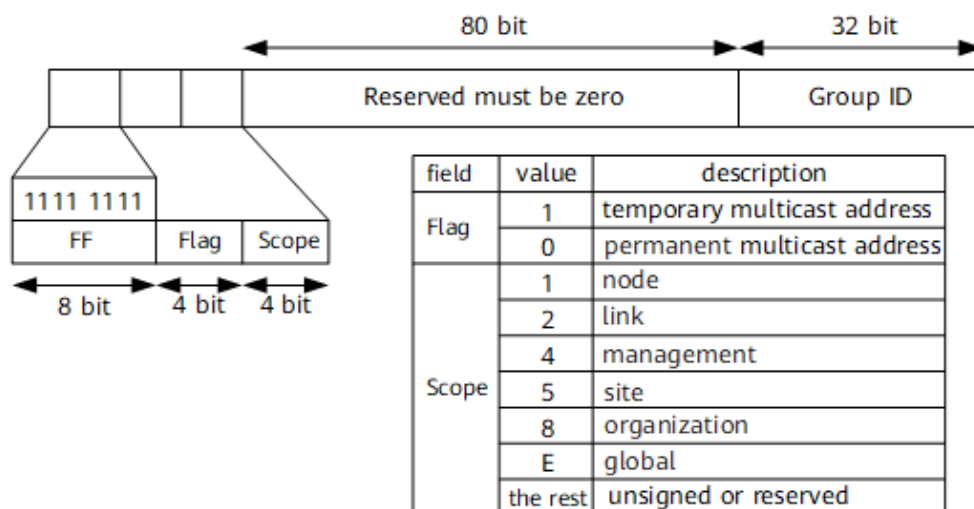 80 bit 32 bit
Reserved must be zero Group ID
1111 1111
FF Flag Scope
8 bit 4 bit 4 bit
field value description
Flag 1 temporary multicast address
0 permanent multicast address
Scope 1 node
2 link
4 management
5 site
8 organization
E global
the rest unsigned or reserved